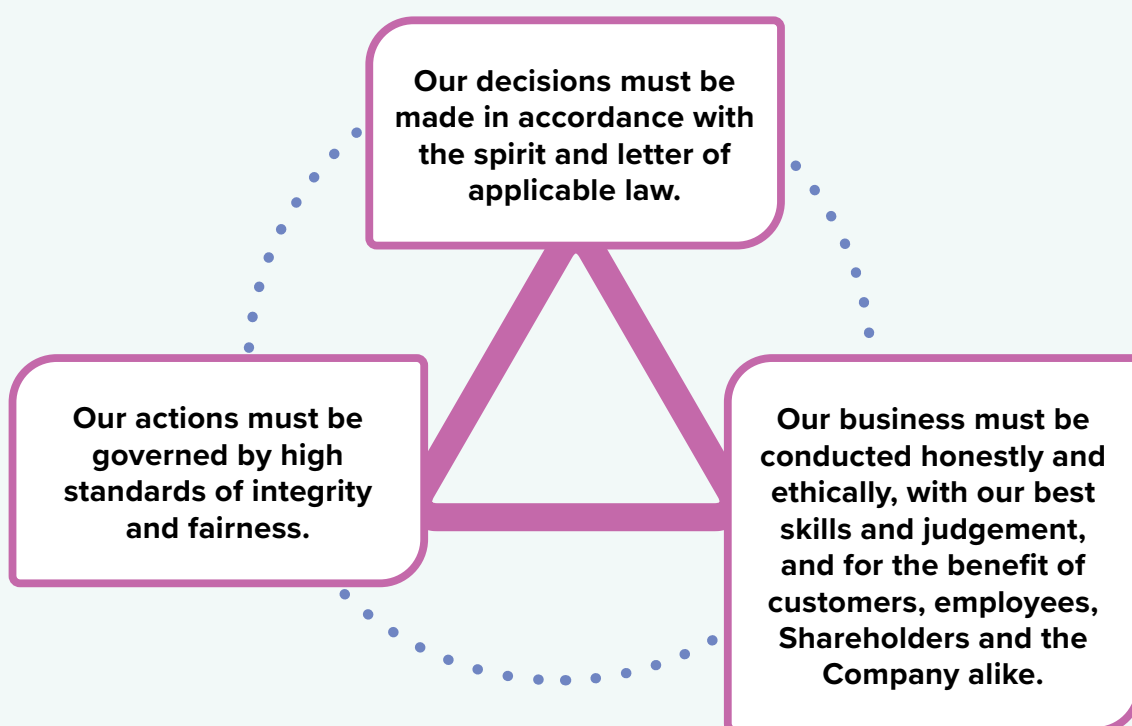 Our decisions must be
made in accordance with
the spirit and letter of
applicable law.
Our actions must be
governed by high
standards of integrity
and fairness.
Our business must be
conducted honestly and
ethically, with our best
skills and judgement,
and for the benefit of
customers, employees,
Shareholders and the
Company alike.